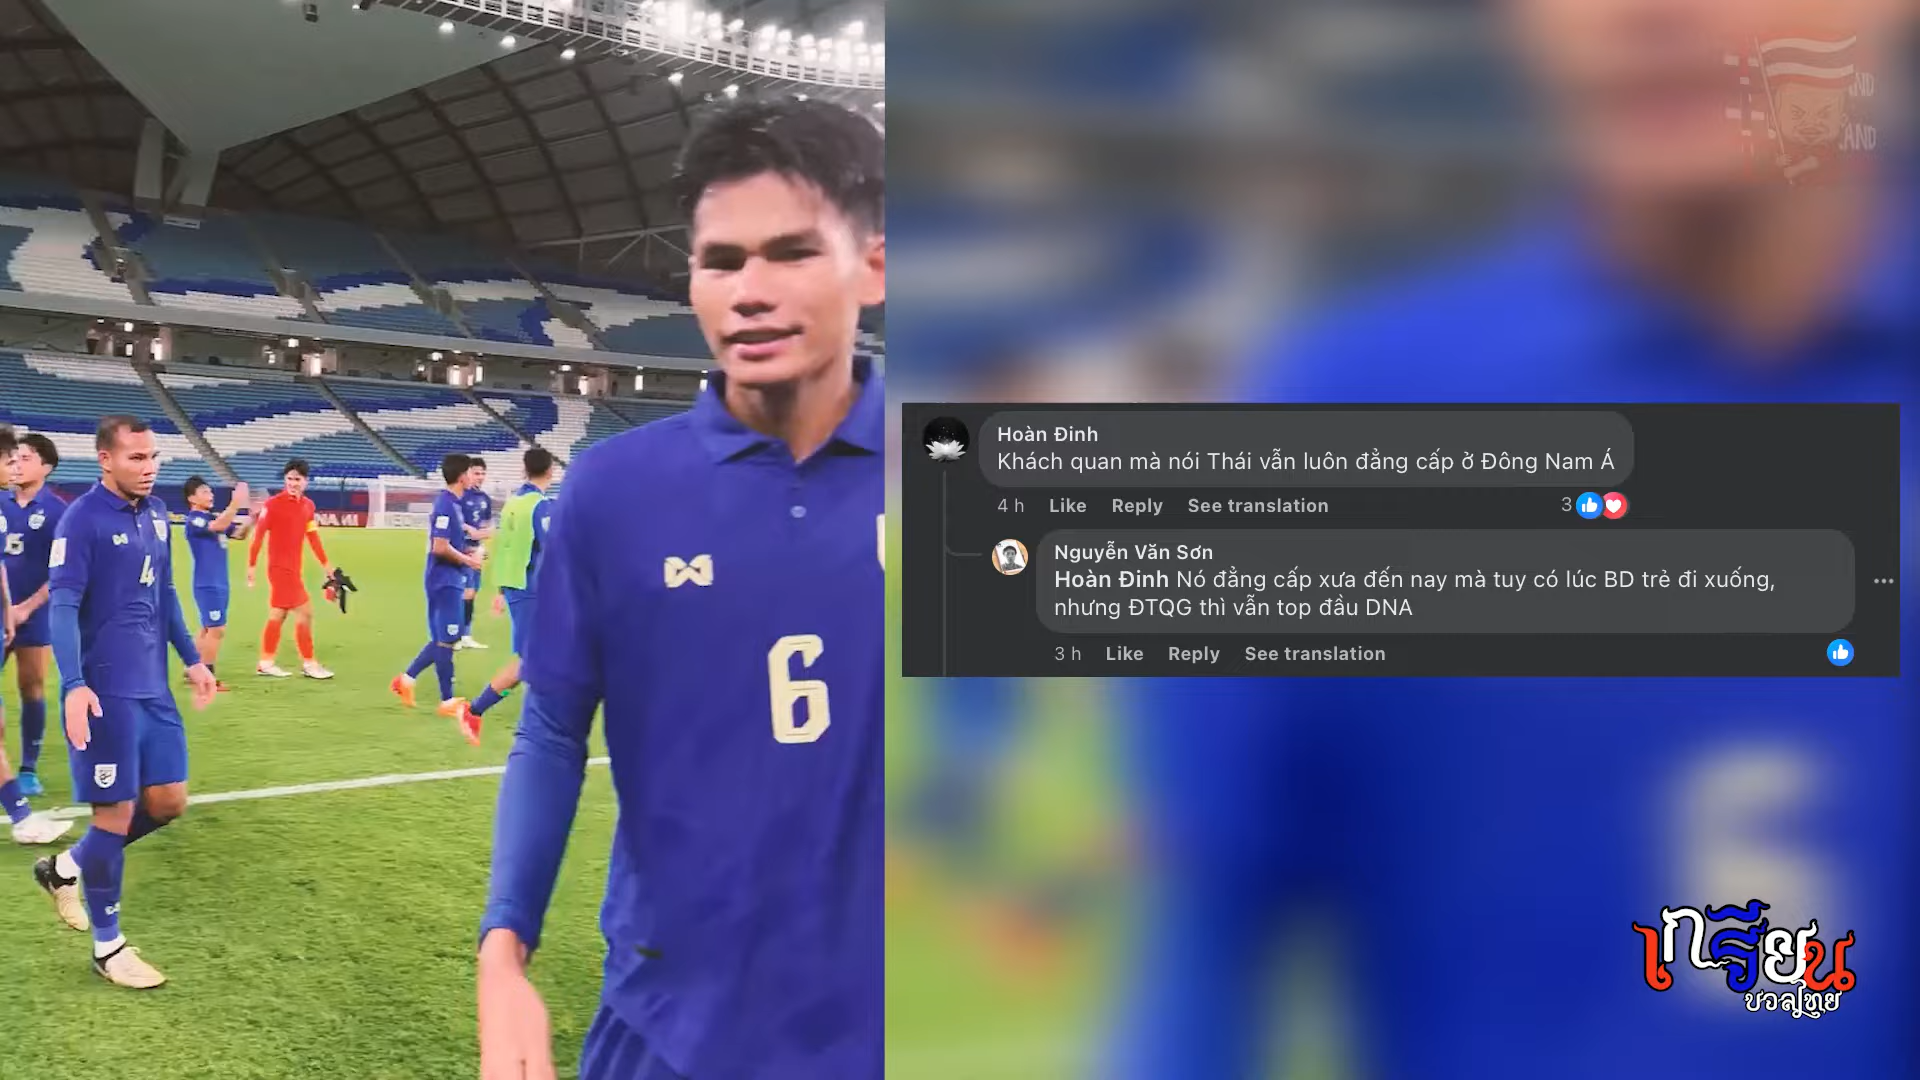 Hoàn Đinh
Khách quan mà nói Thái vẫn luôn đẳng cấp ở Đông Nam Á
4 h Like Reply See translation 3
Nguyễn Văn Sơn
Hoàn Đinh Nó đẳng cấp xưa đến nay mà tuy có lúc BD trẻ đi xuống,
nhưng ĐTQG thì vẫn top đầu DNA
3 h Like Reply See translation
4
6
เกรียน
บอลไทย